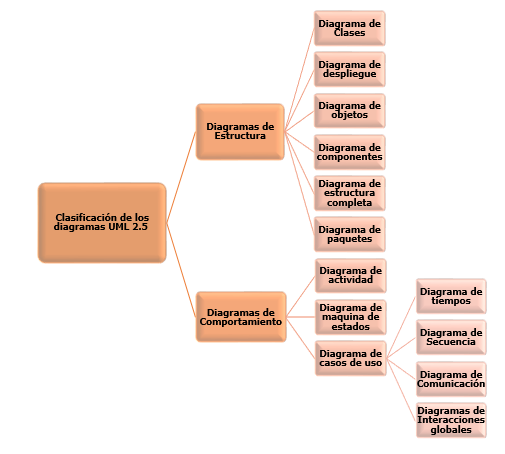 Clasificación de los
diagramas UML 2.5
Diagramas de
Estructura
Diagrama de
Clases
Diagrama de
despliegue
Diagrama de
objetos
Diagrama de
componentes
Diagrama de
estructura
completa
Diagrama de
paquetes
Diagramas de
Comportamiento
Diagrama de
actividad
Diagrama de
maquina de
estados
Diagrama de
casos de uso
Diagrama de
tiempos
Diagrama de
Secuencia
Diagrama de
Comunicación
Diagramas de
Interacciones
globales